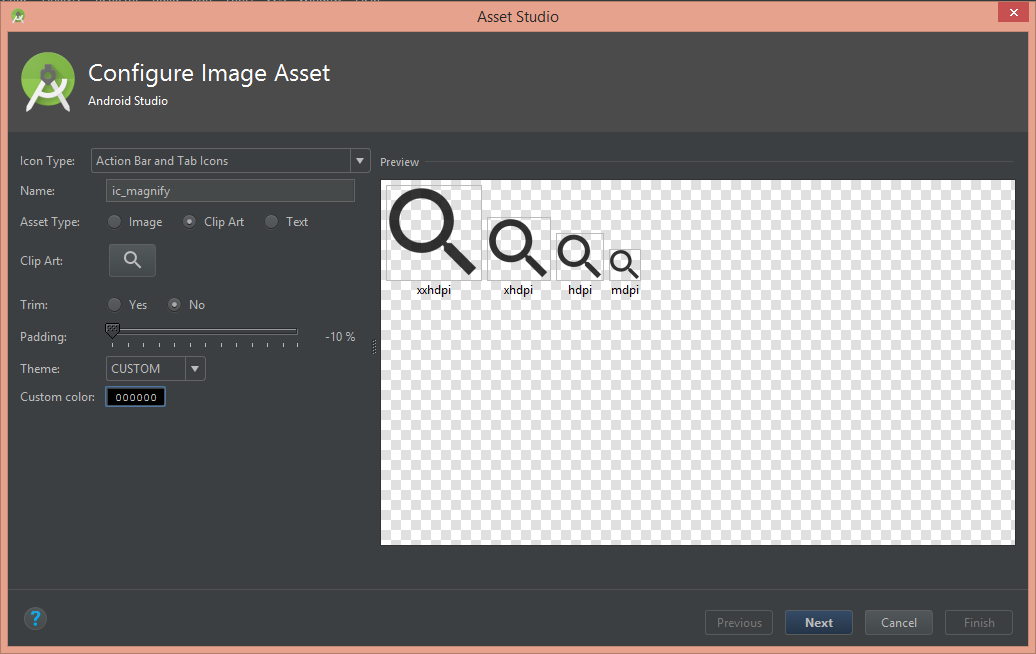 Asset Studio
Configure Image Asset
Android Studio
Icon Type: Action Bar and Tab Icons
Preview
Name: ic_magnify
Asset Type: Image Clip Art Text
Clip Art:
xxhdpi xhdpi hdpi mdpi
Trim: Yes No
Padding: -10 %
Theme: CUSTOM
Custom color: 000000
? Previous Next Cancel Finish